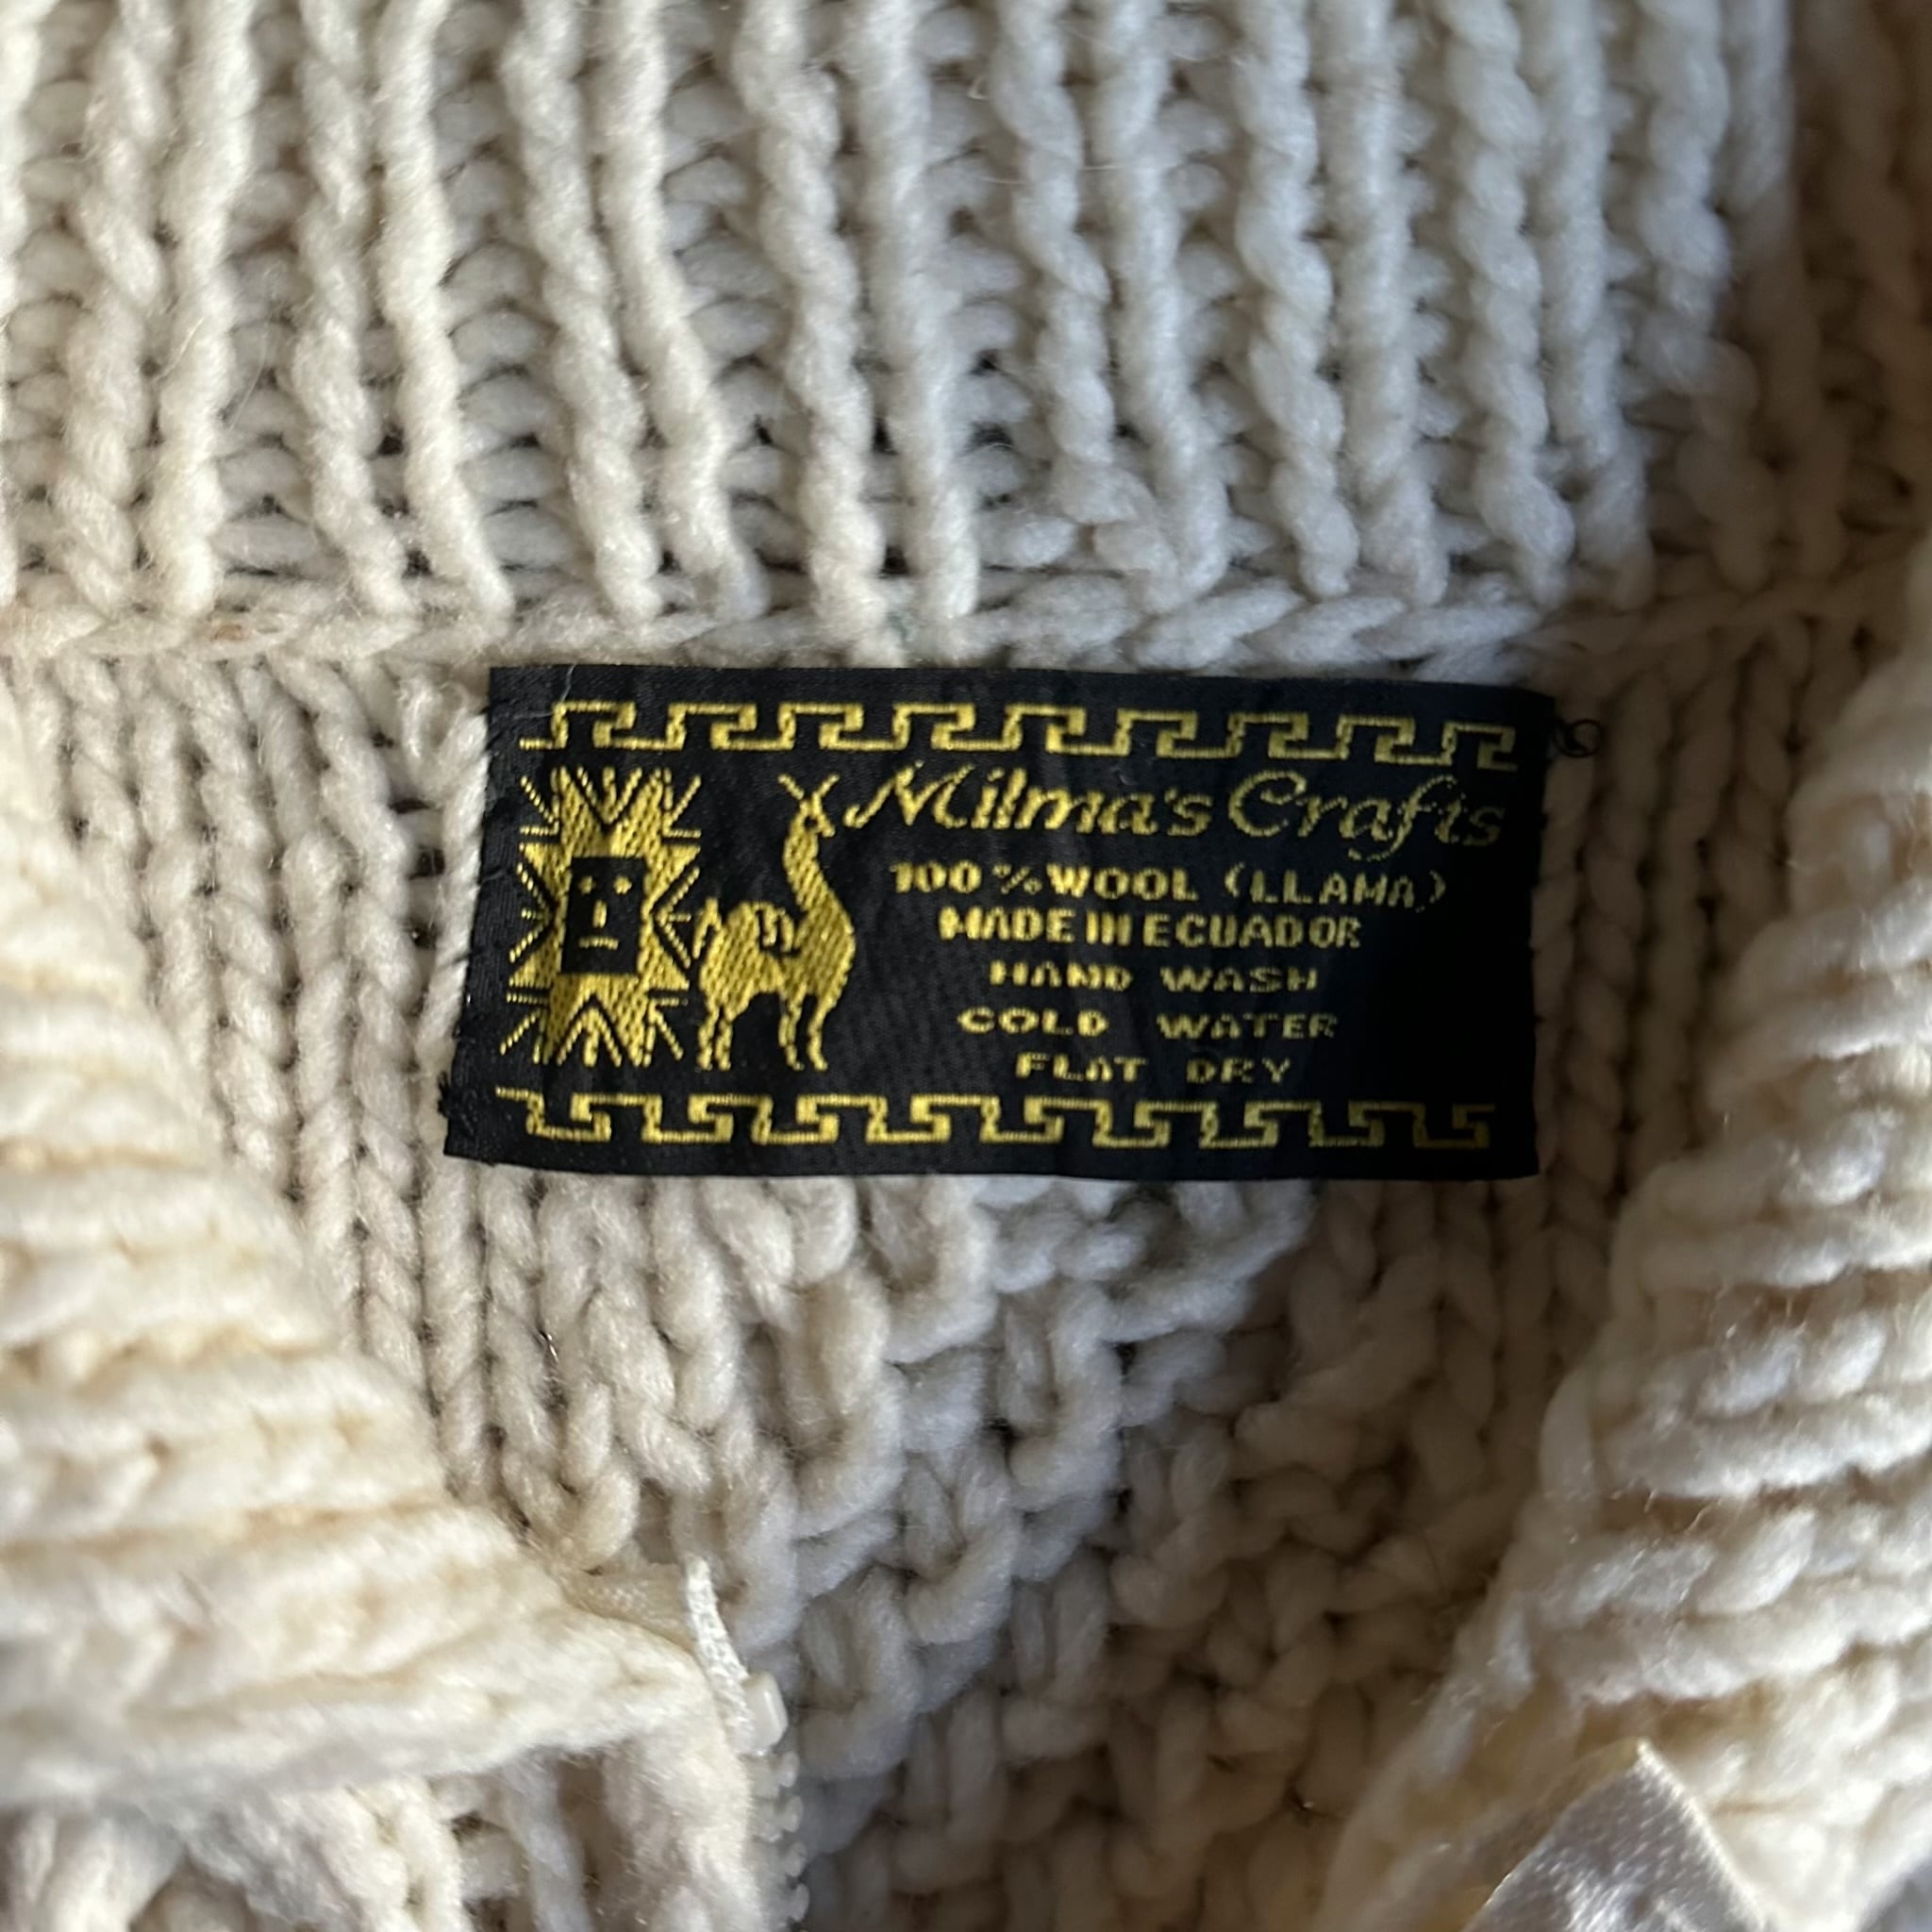 Milma's Crafts
100% WOOL (LLAMA)
MADE IN ECUADOR
HAND WASH
COLD WATER
FLAT DRY